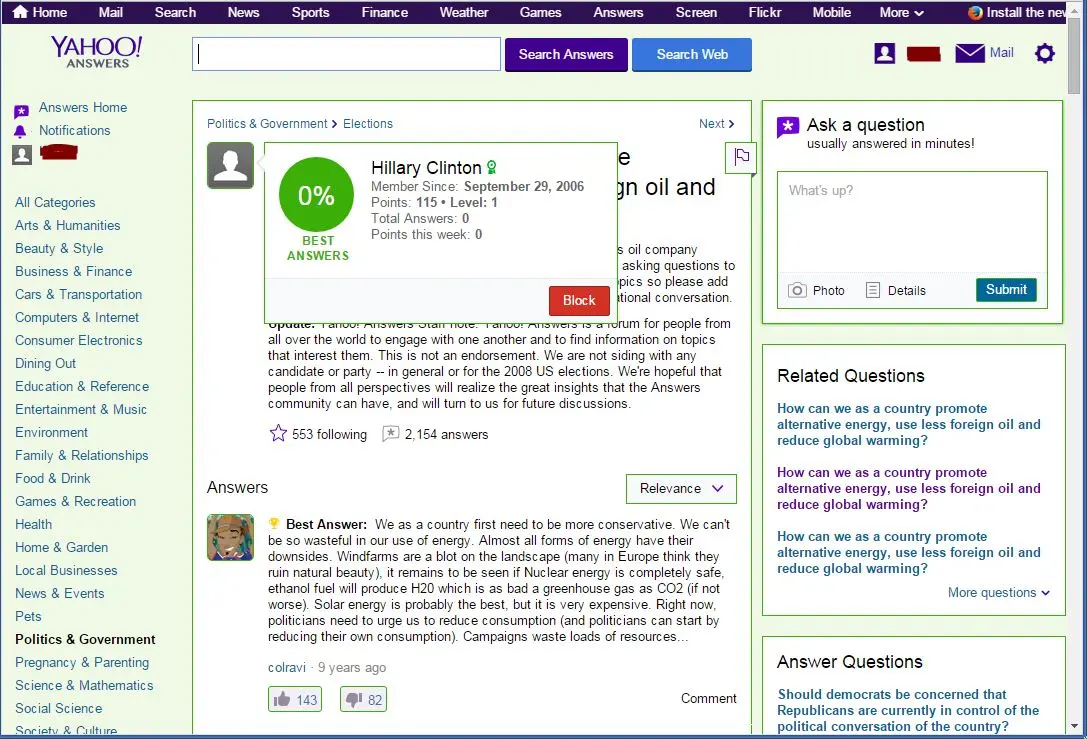 Home Mail Search News Sports Finance Weather Games Answers Screen Flickr Mobile More Install the new
YAHOO!
ANSWERS
Search Answers
Search Web
Mail
Answers Home
Notifications
All Categories
Arts & Humanities
Beauty & Style
Business & Finance
Cars & Transportation
Computers & Internet
Consumer Electronics
Dining Out
Education & Reference
Entertainment & Music
Environment
Family & Relationships
Food & Drink
Games & Recreation
Health
Home & Garden
Local Businesses
News & Events
Pets
Politics & Government
Pregnancy & Parenting
Science & Mathematics
Social Science
Society & Culture
Politics & Government > Elections
Next >
e
gn oil and
0%
BEST
ANSWERS
Hillary Clinton
Member Since: September 29, 2006
Points: 115 • Level: 1
Total Answers: 0
Points this week: 0
Block
s oil company
asking questions to
pics so please add
tional conversation.
Update: Yahoo! Answers Staff note: Yahoo! Answers is a forum for people from
all over the world to engage with one another and to find information on topics
that interest them. This is not an endorsement. We are not siding with any
candidate or party -- in general or for the 2008 US elections. We're hopeful that
people from all perspectives will realize the great insights that the Answers
community can have, and will turn to us for future discussions.
553 following 2,154 answers
Answers
Relevance
Best Answer: We as a country first need to be more conservative. We can't
be so wasteful in our use of energy. Almost all forms of energy have their
downsides. Windfarms are a blot on the landscape (many in Europe think they
ruin natural beauty), it remains to be seen if Nuclear energy is completely safe,
ethanol fuel will produce H20 which is as bad a greenhouse gas as CO2 (if not
worse). Solar energy is probably the best, but it is very expensive. Right now,
politicians need to urge us to reduce consumption (and politicians can start by
reducing their own consumption). Campaigns waste loads of resources...
colravi · 9 years ago
143 82
Comment
Ask a question
usually answered in minutes!
What's up?
Photo Details Submit
Related Questions
How can we as a country promote
alternative energy, use less foreign oil and
reduce global warming?
How can we as a country promote
alternative energy, use less foreign oil and
reduce global warming?
How can we as a country promote
alternative energy, use less foreign oil and
reduce global warming?
More questions
Answer Questions
Should democrats be concerned that
Republicans are currently in control of the
political conversation of the country?